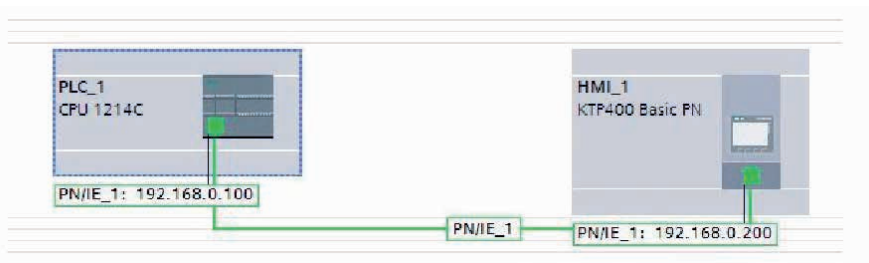 PLC_1
CPU 1214C
HMI_1
KTP400 Basic PN
PN/IE_1: 192.168.0.100
PN/IE_1
PN/IE_1: 192.168.0.200